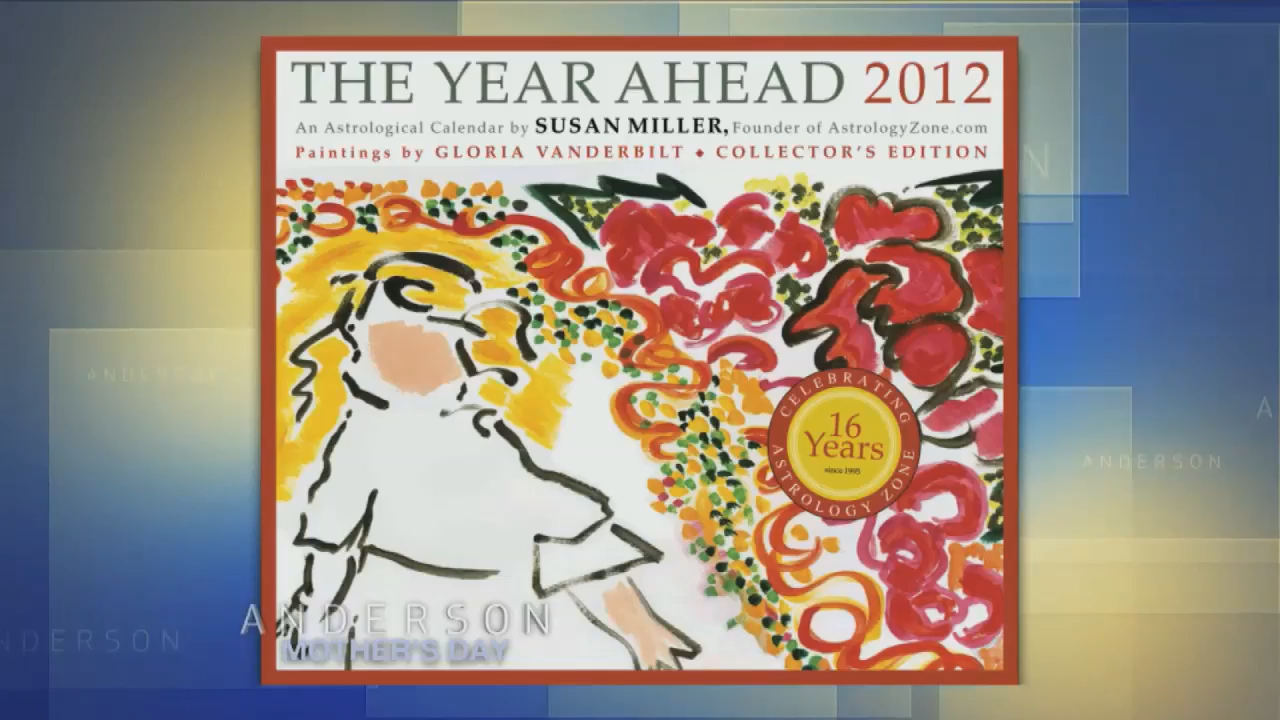 THE YEAR AHEAD 2012
An Astrological Calendar by SUSAN MILLER, Founder of AstrologyZone.com
Paintings by GLORIA VANDERBILT ♦ COLLECTOR'S EDITION
CELEBRATING
16
Years
since 1995
ASTROLOGY ZONE
ANDERSON
ANDERSON
ANDERSON
MOTHER'S DAY
NDERSON